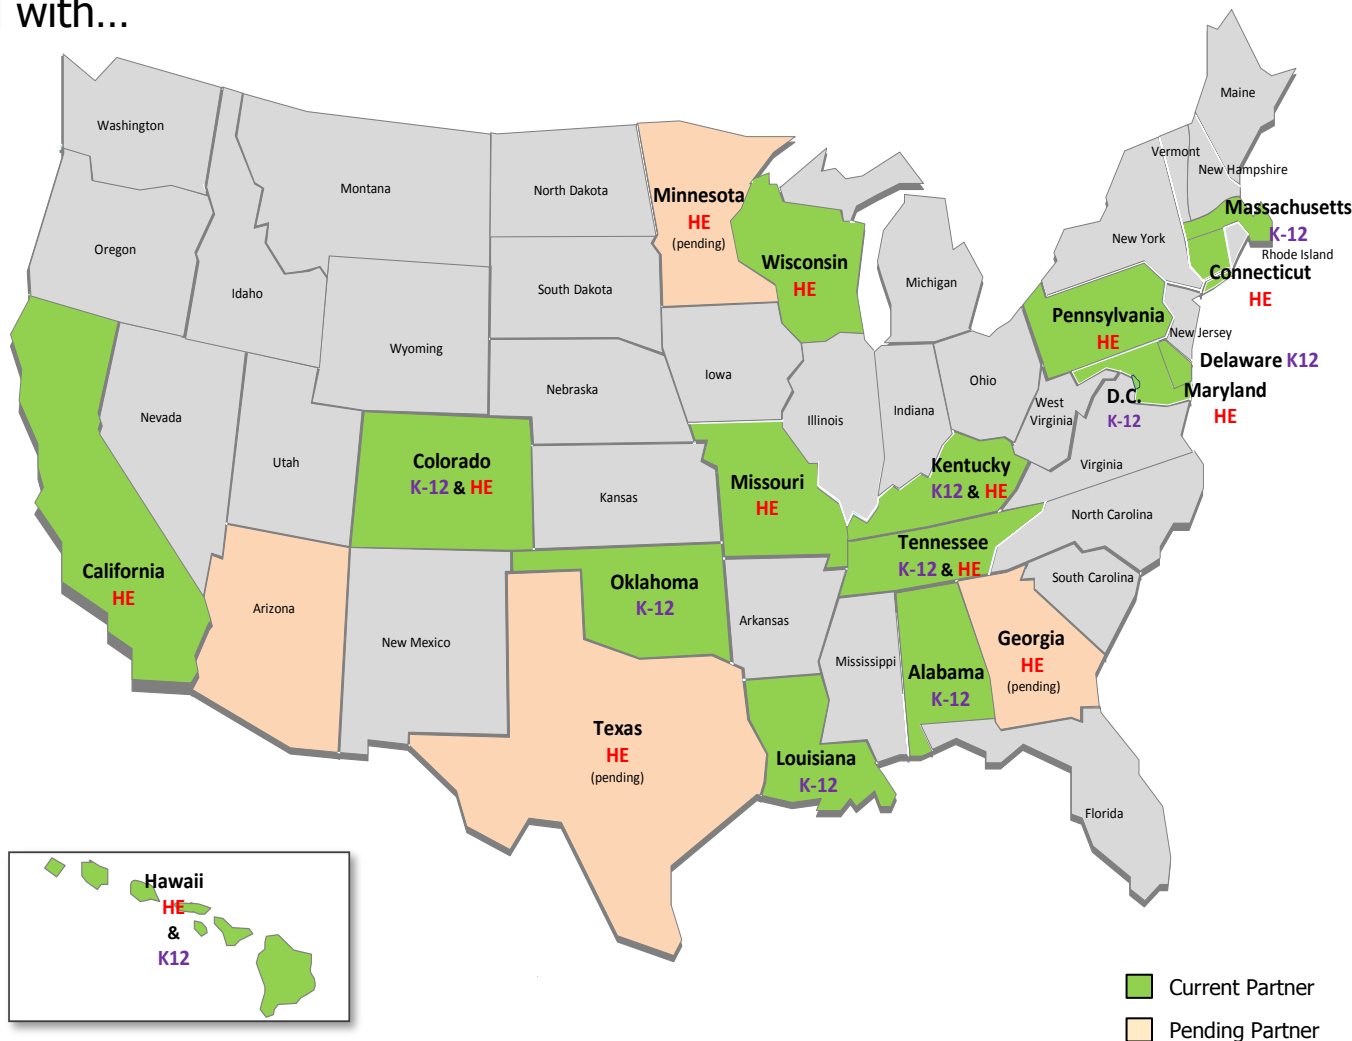 with...
Maine
Washington
Vermont
New Hampshire
Montana
North Dakota
Minnesota
HE
(pending)
Massachusetts
K-12
Rhode Island
New York
Oregon
Wisconsin
HE
Connecticut
HE
Idaho
South Dakota
Michigan
Pennsylvania
HE
New Jersey
Wyoming
Delaware K12
Iowa
Ohio
Nebraska
Maryland
HE
D.C.
K-12
West
Virginia
Nevada
Illinois
Indiana
Utah
Colorado
K-12 & HE
Kentucky
K12 & HE
Virginia
Missouri
HE
Kansas
North Carolina
Tennessee
K-12 & HE
California
HE
Oklahoma
K-12
South Carolina
Arizona
Arkansas
New Mexico
Georgia
HE
(pending)
Mississippi
Alabama
K-12
Texas
HE
(pending)
Louisiana
K-12
Florida
Hawaii
HE
&
K12
Current Partner
Pending Partner